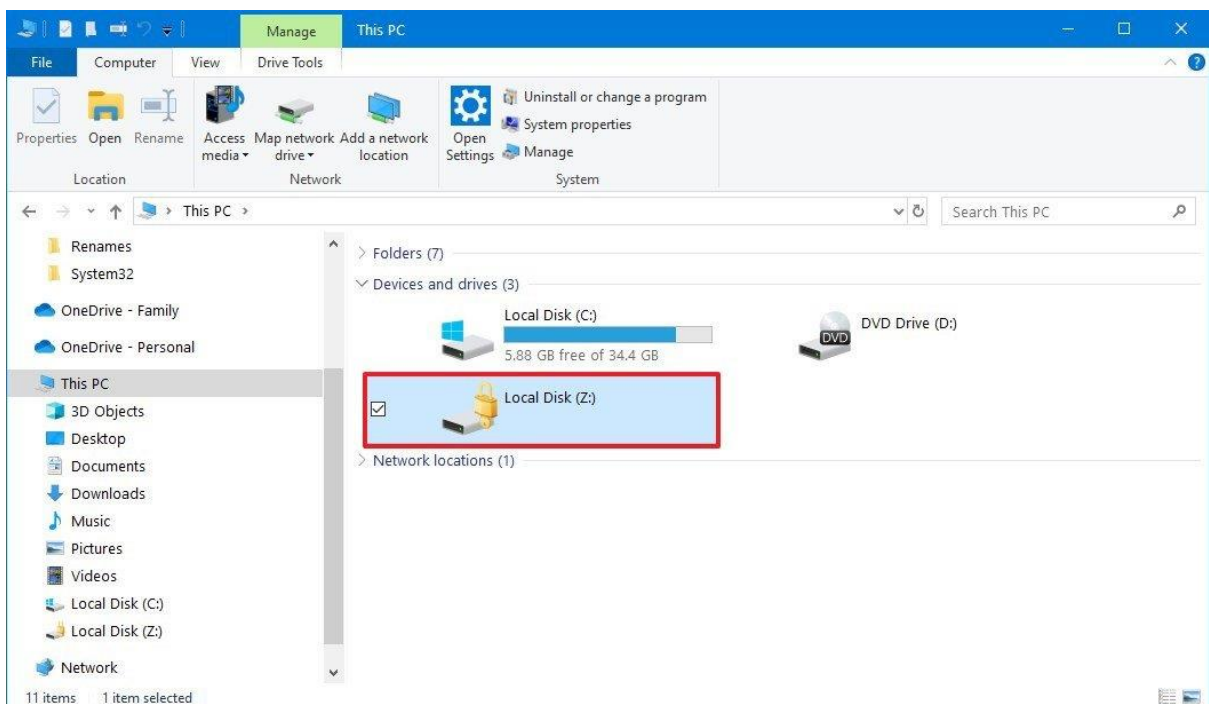 Manage This PC
File Computer View Drive Tools
Properties Open Rename Access media Map network drive Add a network location Open Settings
Uninstall or change a program
System properties
Manage
Location Network System
This PC
Search This PC
Renames
System32
OneDrive - Family
OneDrive - Personal
This PC
3D Objects
Desktop
Documents
Downloads
Music
Pictures
Videos
Local Disk (C:)
Local Disk (Z:)
Network
Folders (7)
Devices and drives (3)
Local Disk (C:)
5.88 GB free of 34.4 GB
DVD Drive (D:)
DVD
Local Disk (Z:)
Network locations (1)
11 items 1 item selected